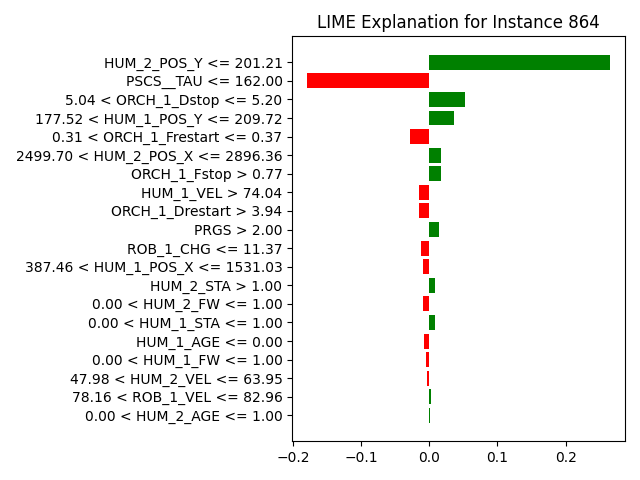 LIME Explanation for Instance 864
HUM_2_POS_Y <= 201.21
PSCS__TAU <= 162.00
5.04 < ORCH_1_Dstop <= 5.20
177.52 < HUM_1_POS_Y <= 209.72
0.31 < ORCH_1_Frestart <= 0.37
2499.70 < HUM_2_POS_X <= 2896.36
ORCH_1_Fstop > 0.77
HUM_1_VEL > 74.04
ORCH_1_Drestart > 3.94
PRGS > 2.00
ROB_1_CHG <= 11.37
387.46 < HUM_1_POS_X <= 1531.03
HUM_2_STA > 1.00
0.00 < HUM_2_FW <= 1.00
0.00 < HUM_1_STA <= 1.00
HUM_1_AGE <= 0.00
0.00 < HUM_1_FW <= 1.00
47.98 < HUM_2_VEL <= 63.95
78.16 < ROB_1_VEL <= 82.96
0.00 < HUM_2_AGE <= 1.00
−0.2 −0.1 0.0 0.1 0.2